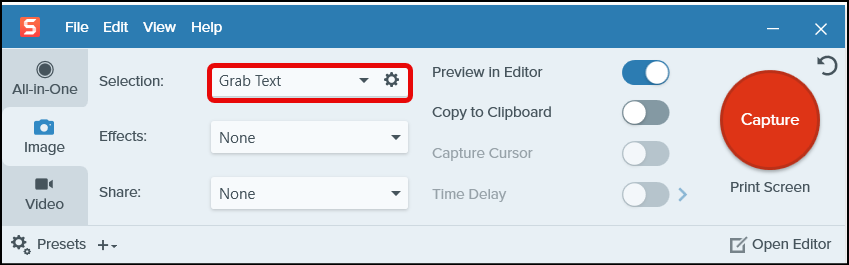 S File Edit View Help
All-in-One
Image
Video
Selection: Grab Text
Effects: None
Share: None
Preview in Editor
Copy to Clipboard
Capture Cursor
Time Delay
Capture
Print Screen
Presets
Open Editor